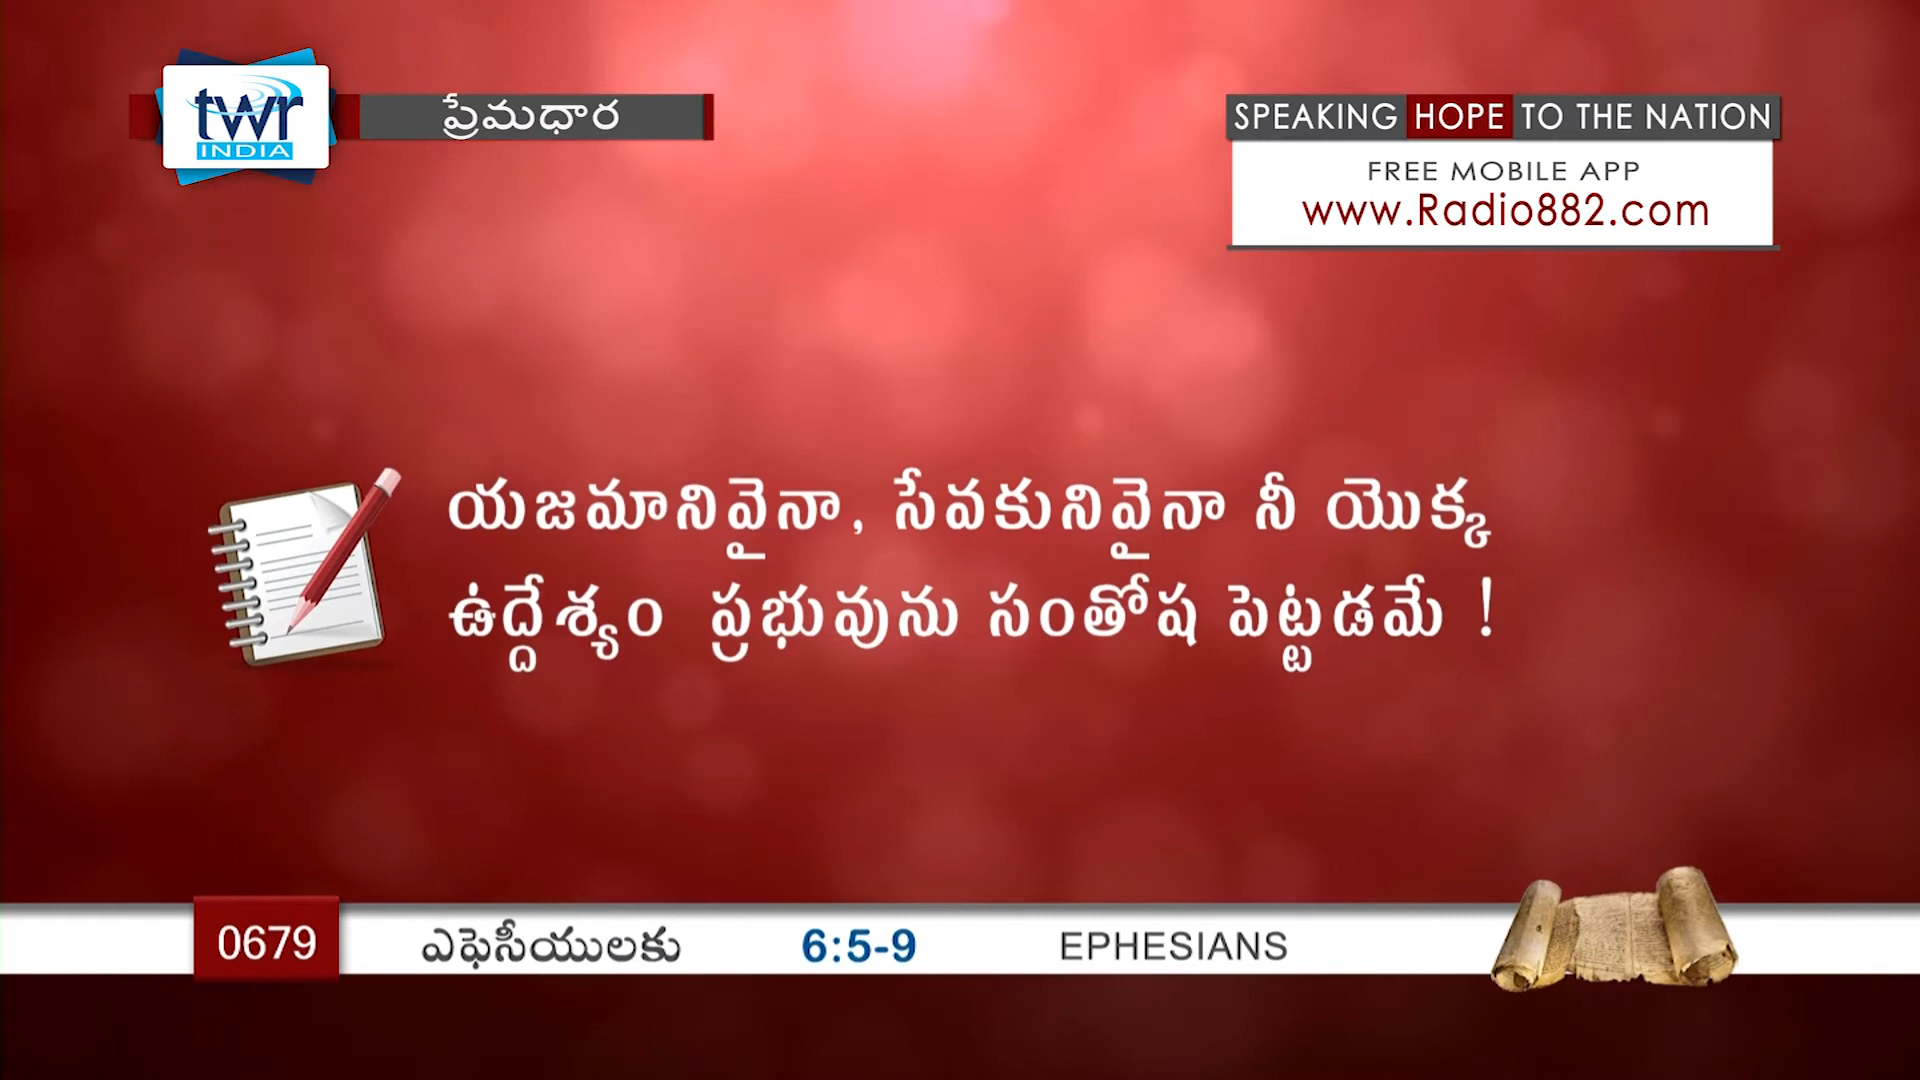 twr
INDIA
ప్రేమధార
SPEAKING HOPE TO THE NATION
FREE MOBILE APP
www.Radio882.com
యజమానివైనా, సేవకునివైనా నీ యొక్క
ఉద్దేశ్యం ప్రభువును సంతోష పెట్టడమే !
0679 ఎఫెసీయులకు 6:5-9 EPHESIANS